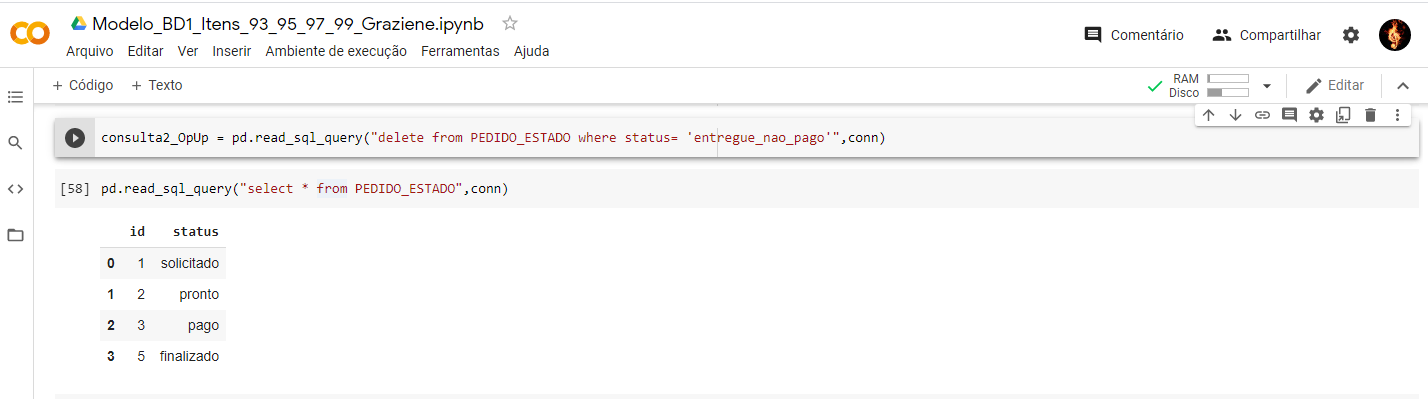 Modelo_BD1_Itens_93_95_97_99_Graziene.ipynb
Arquivo Editar Ver Inserir Ambiente de execução Ferramentas Ajuda
Comentário Compartilhar
+ Código + Texto
RAM
Disco
Editar
consulta2_OpUp = pd.read_sql_query("delete from PEDIDO_ESTADO where status= 'entregue_nao_pago'",conn)
[58] pd.read_sql_query("select * from PEDIDO_ESTADO",conn)
id status
0 1 solicitado
1 2 pronto
2 3 pago
3 5 finalizado